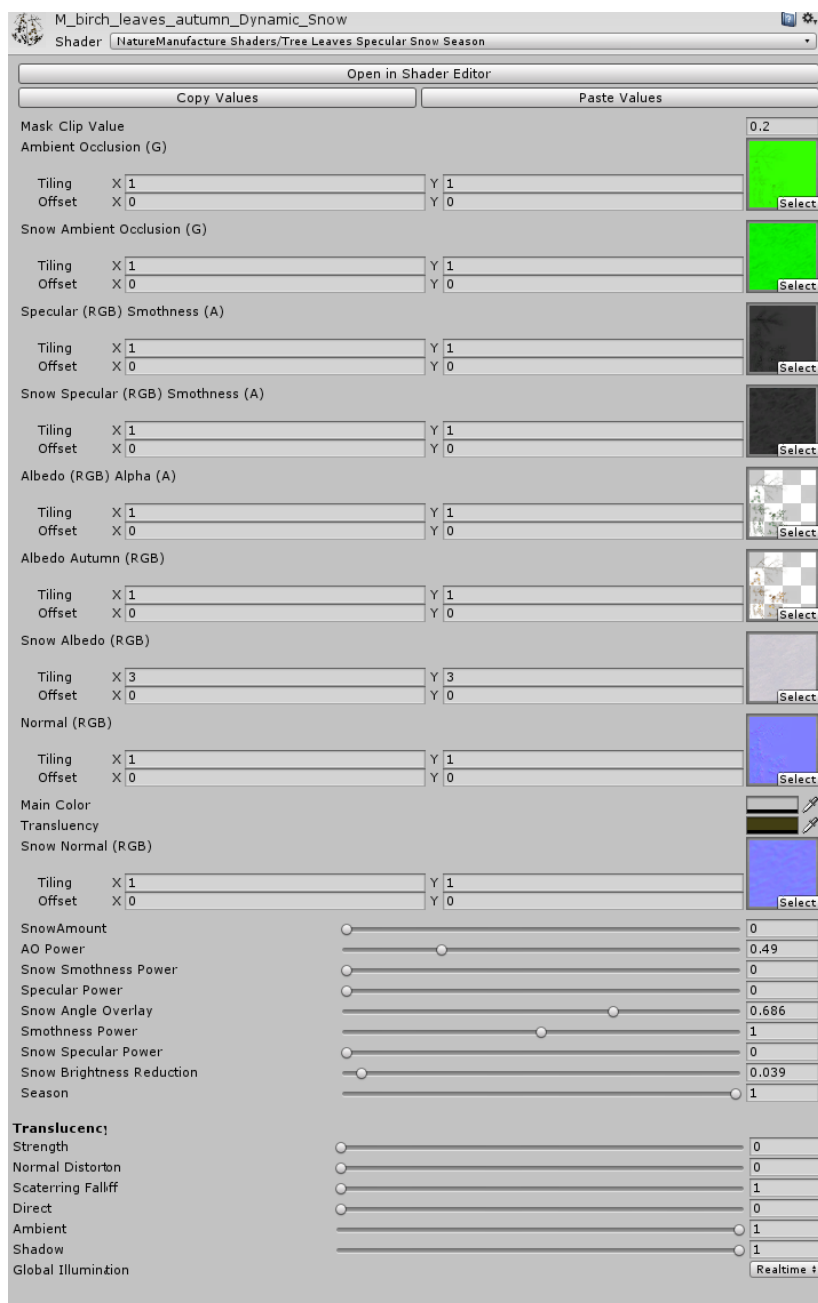 M_birch_leaves_autumn_Dynamic_Snow
Shader NatureManufacture Shaders/Tree Leaves Specular Snow Season
Open in Shader Editor
Copy Values Paste Values
Mask Clip Value 0.2
Ambient Occlusion (G)
Tiling X 1 Y 1
Offset X 0 Y 0 Select
Snow Ambient Occlusion (G)
Tiling X 1 Y 1
Offset X 0 Y 0 Select
Specular (RGB) Smothness (A)
Tiling X 1 Y 1
Offset X 0 Y 0 Select
Snow Specular (RGB) Smothness (A)
Tiling X 1 Y 1
Offset X 0 Y 0 Select
Albedo (RGB) Alpha (A)
Tiling X 1 Y 1
Offset X 0 Y 0 Select
Albedo Autumn (RGB)
Tiling X 1 Y 1
Offset X 0 Y 0 Select
Snow Albedo (RGB)
Tiling X 3 Y 3
Offset X 0 Y 0 Select
Normal (RGB)
Tiling X 1 Y 1
Offset X 0 Y 0 Select
Main Color
Transluency
Snow Normal (RGB)
Tiling X 1 Y 1
Offset X 0 Y 0 Select
SnowAmount 0
AO Power 0.49
Snow Smothness Power 0
Specular Power 0
Snow Angle Overlay 0.686
Smothness Power 1
Snow Specular Power 0
Snow Brightness Reduction 0.039
Season 1
Translucency
Strength 0
Normal Distorton 0
Scaterring Falloff 1
Direct 0
Ambient 1
Shadow 1
Global Illumination Realtime